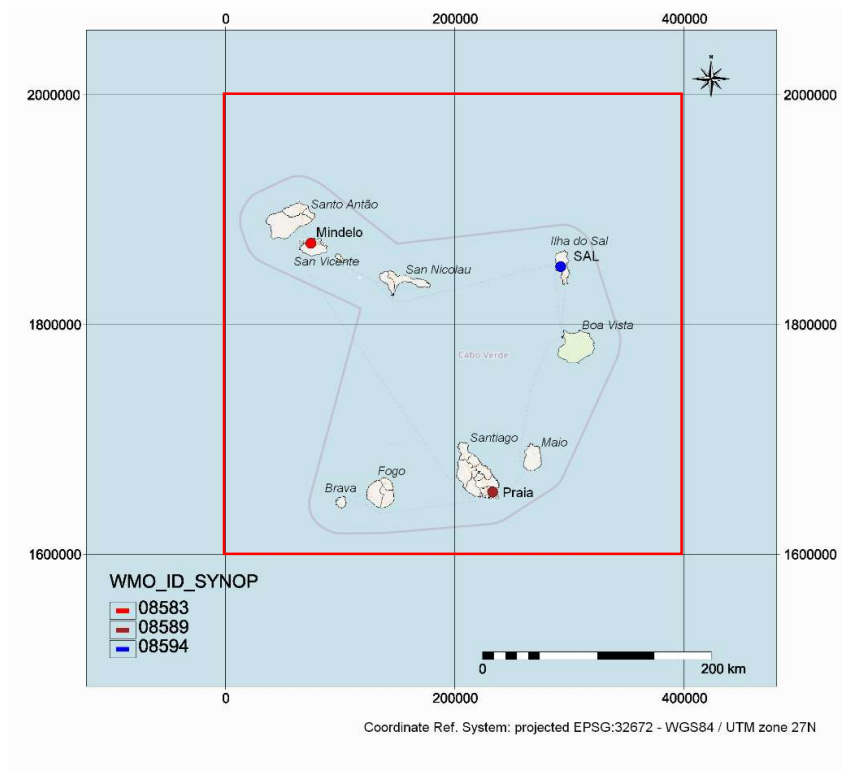 0 200000 400000
N
2000000 2000000
Santo Antão
Mindelo
San Vicente
San Nicolau
Ilha do Sal
SAL
1800000 1800000
Boa Vista
Cabo Verde
Santiago
Maio
Fogo
Brava
Praia
1600000 1600000
WMO_ID_SYNOP
08583
08589
08594
0 200 km
0 200000 400000
Coordinate Ref. System: projected EPSG:32672 - WGS84 / UTM zone 27N